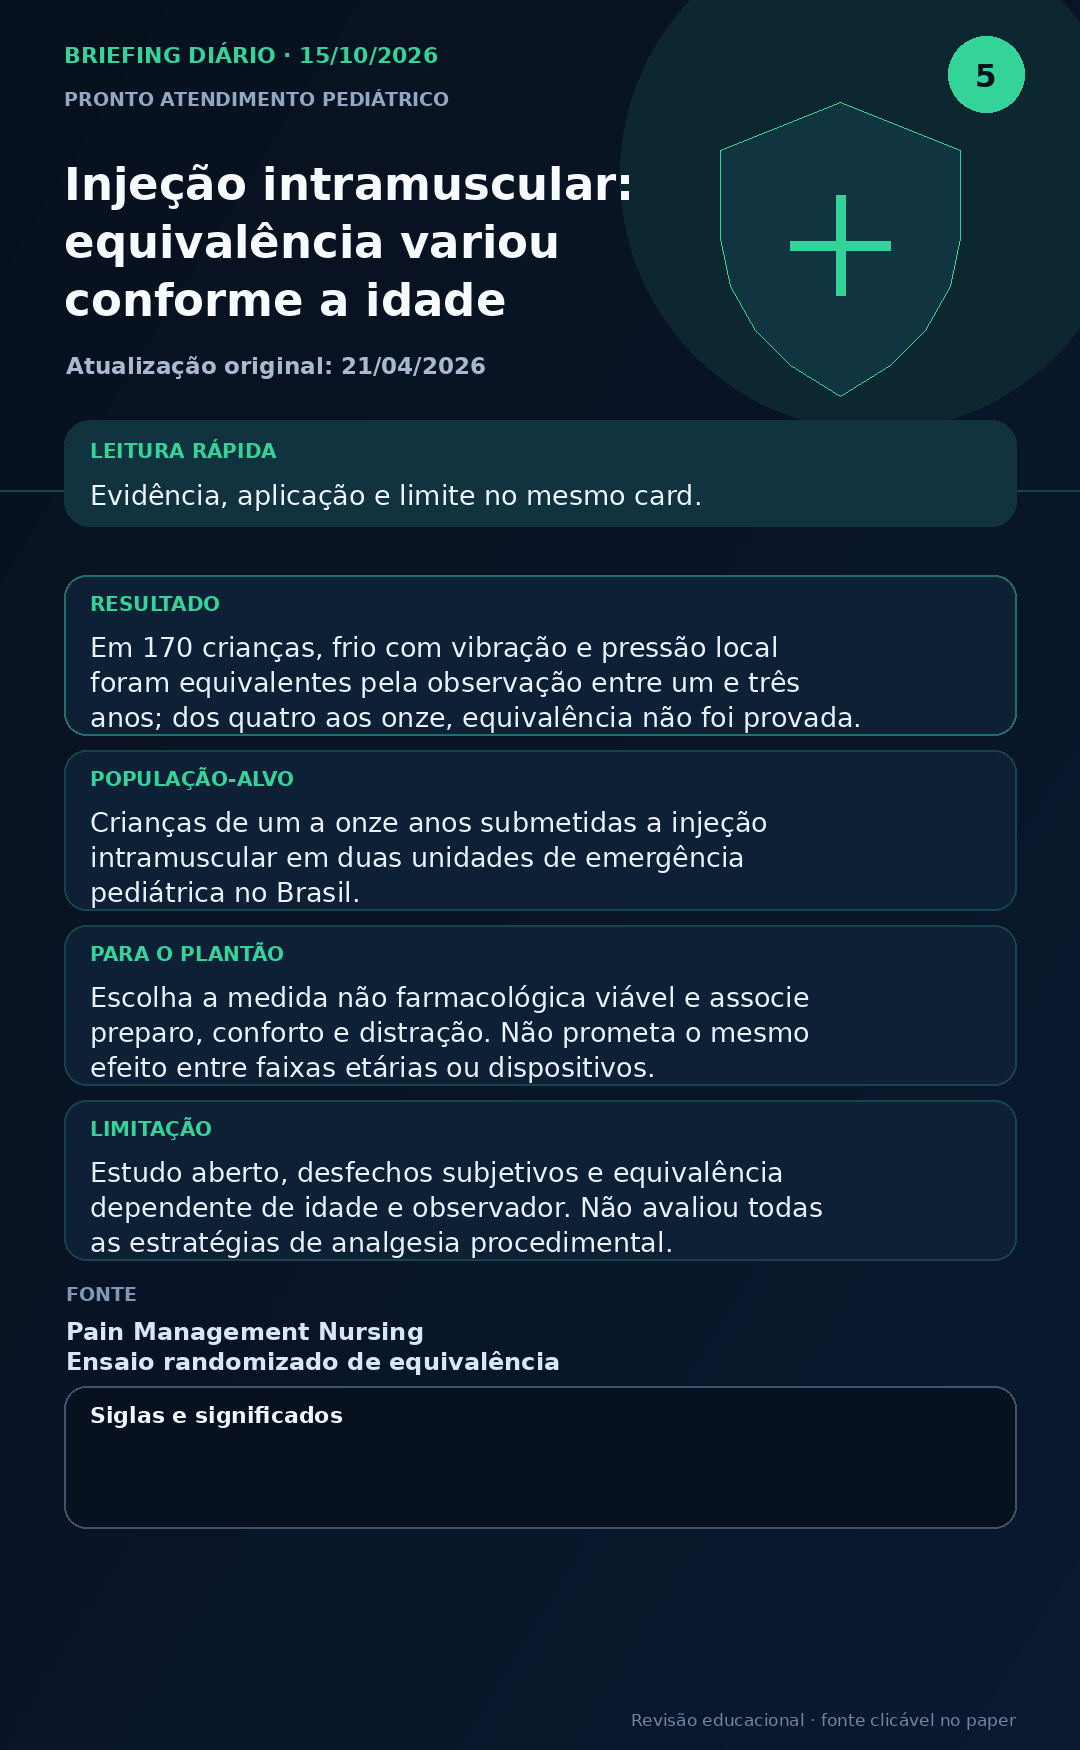 BRIEFING DIÁRIO · 15/10/2026
5
PRONTO ATENDIMENTO PEDIÁTRICO
Injeção intramuscular:
equivalência variou
conforme a idade
Atualização original: 21/04/2026
LEITURA RÁPIDA
Evidência, aplicação e limite no mesmo card.
RESULTADO
Em 170 crianças, frio com vibração e pressão local
foram equivalentes pela observação entre um e três
anos; dos quatro aos onze, equivalência não foi provada.
POPULAÇÃO-ALVO
Crianças de um a onze anos submetidas a injeção
intramuscular em duas unidades de emergência
pediátrica no Brasil.
PARA O PLANTÃO
Escolha a medida não farmacológica viável e associe
preparo, conforto e distração. Não prometa o mesmo
efeito entre faixas etárias ou dispositivos.
LIMITAÇÃO
Estudo aberto, desfechos subjetivos e equivalência
dependente de idade e observador. Não avaliou todas
as estratégias de analgesia procedimental.
FONTE
Pain Management Nursing
Ensaio randomizado de equivalência
Siglas e significados
Revisão educacional · fonte clicável no paper